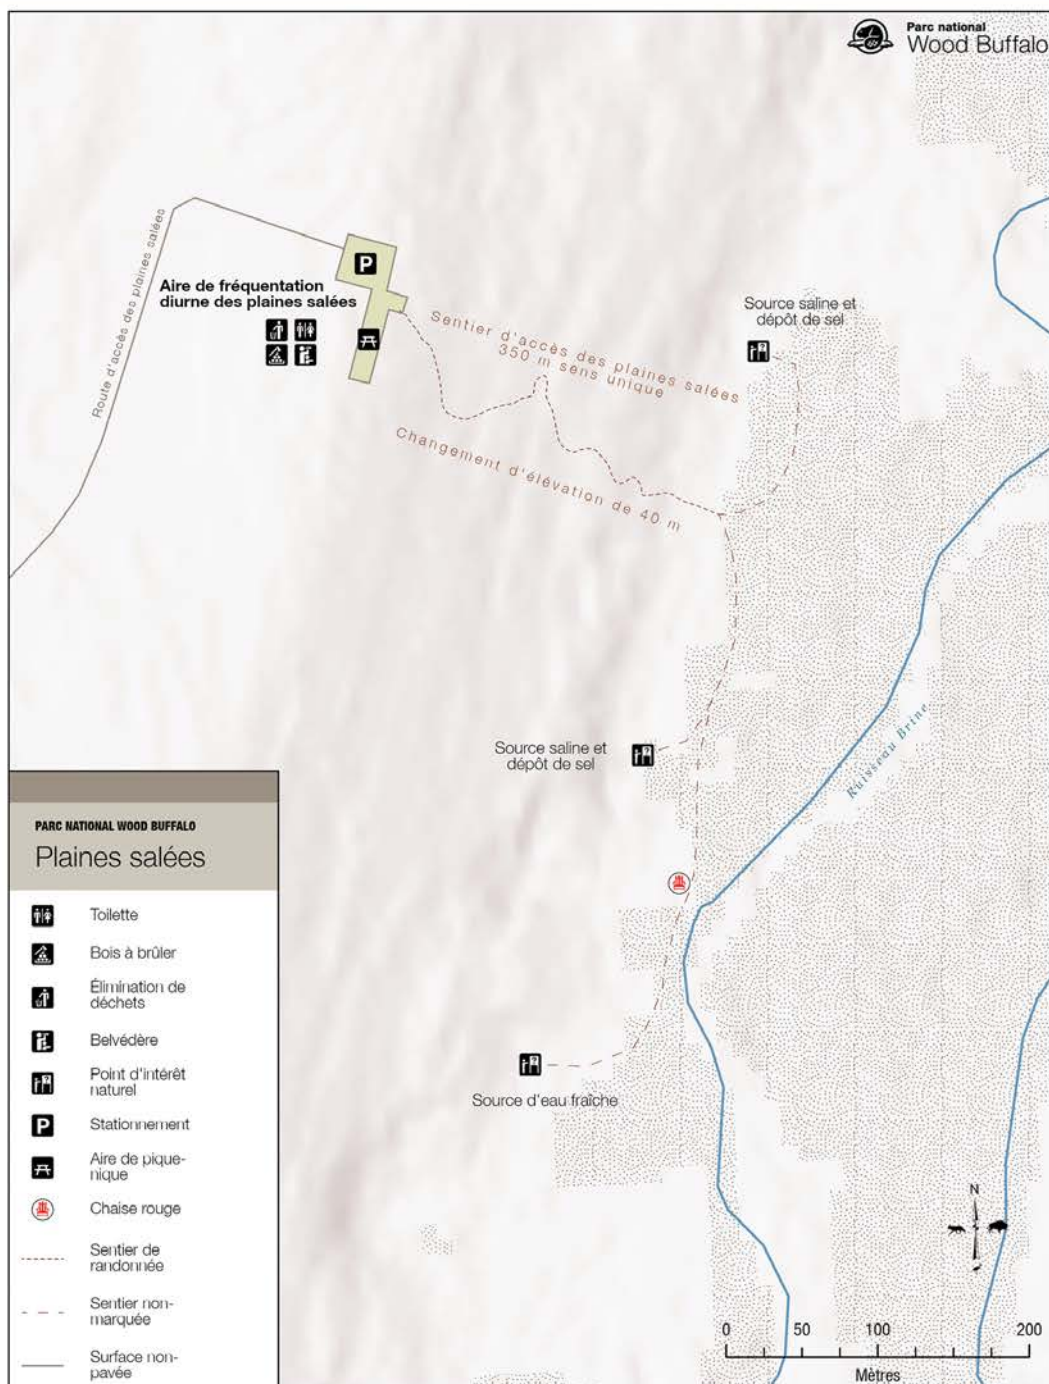 Parc national
Wood Buffalo
Route d'accès des plaines salées
P
Aire de fréquentation
diurne des plaines salées
Sentier d'accès des plaines salées
350 m sens unique
Changement d'élévation de 40 m
Source saline et
dépôt de sel
Source saline et
dépôt de sel
Ruisseau Brine
Source d'eau fraîche
PARC NATIONAL WOOD BUFFALO
Plaines salées
Toilette
Bois à brûler
Élimination de
déchets
Belvédère
Point d'intérêt
naturel
P
Stationnement
Aire de pique-
nique
Chaise rouge
Sentier de
randonnée
Sentier non-
marquée
Surface non-
pavée
N
0 50 100 200
Mètres